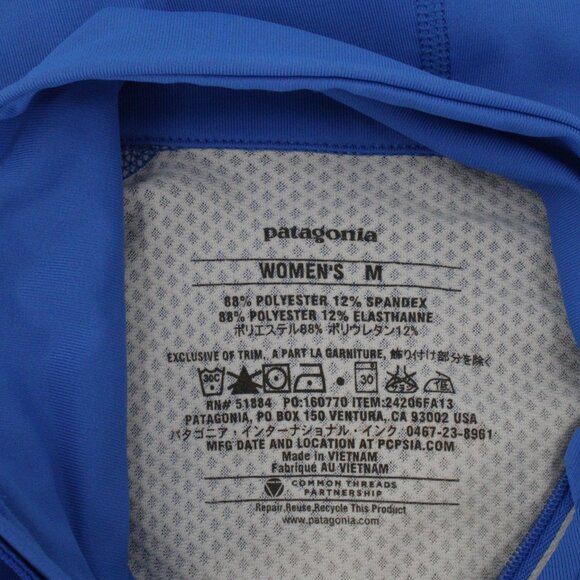 patagonia
WOMEN'S M
88% POLYESTER 12% SPANDEX
88% POLYESTER 12% ELASTHANNE
ポリエステル88% ポリウレタン12%
EXCLUSIVE OF TRIM, A PART LA GARNITURE, 飾り付け部分を除く
30C 30
RN# 51884 PO:160770 ITEM:24206FA13
PATAGONIA, PO BOX 150 VENTURA, CA 93002 USA
パタゴニア・インターナショナル・インク 0467-23-8961
MFG DATE AND LOCATION AT PCPSIA.COM
Made in VIETNAM
Fabriqué AU VIETNAM
COMMON THREADS
PARTNERSHIP
Repair,Reuse,Recycle This Product
www.patagonia.com